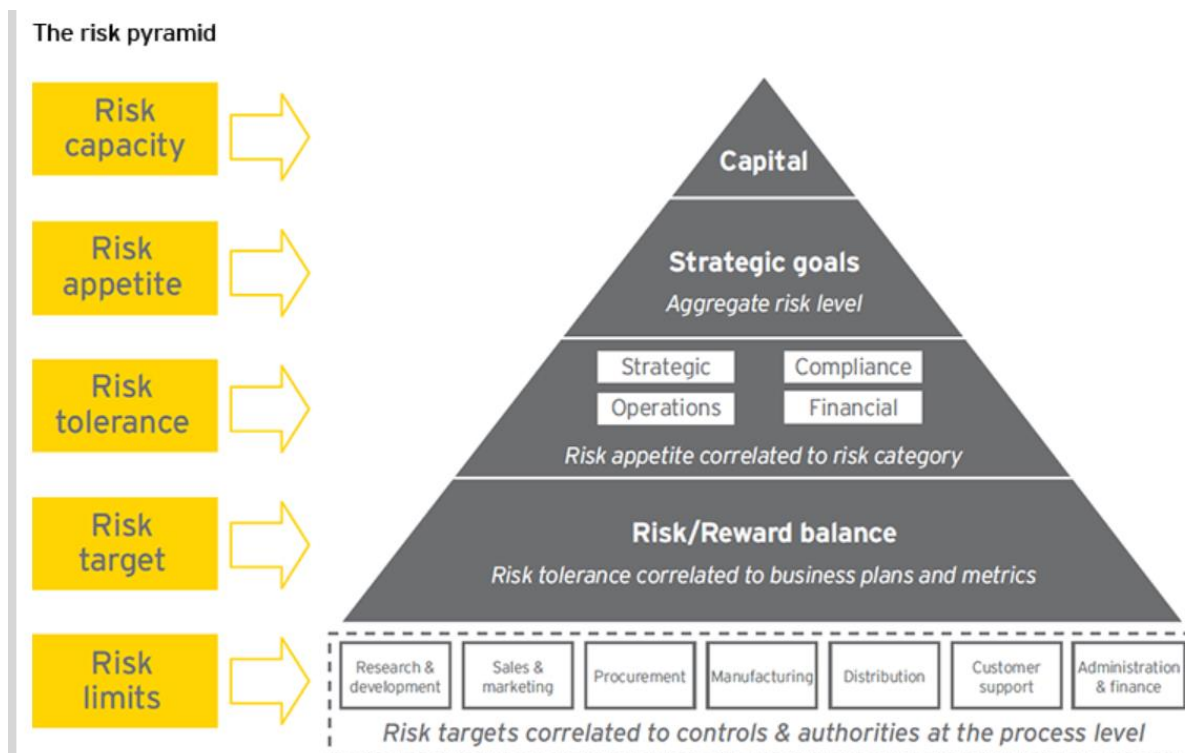 The risk pyramid
Risk
capacity
Capital
Risk
appetite
Strategic goals
Aggregate risk level
Risk
tolerance
Strategic
Compliance
Operations
Financial
Risk appetite correlated to risk category
Risk
target
Risk/Reward balance
Risk tolerance correlated to business plans and metrics
Risk
limits
Research &
development
Sales &
marketing
Procurement
Manufacturing
Distribution
Customer
support
Administration
& finance
Risk targets correlated to controls & authorities at the process level